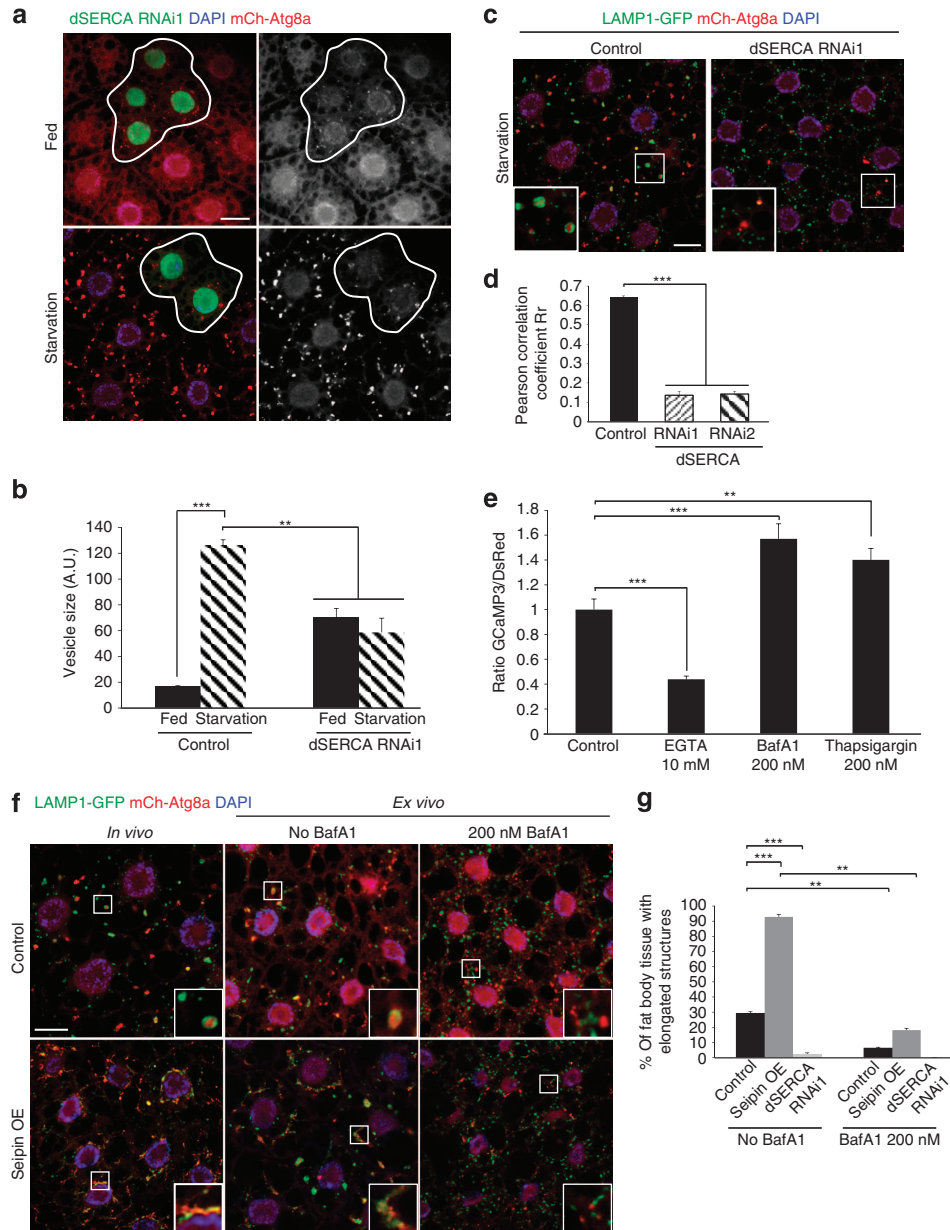 a
dSERCA RNAi1 DAPI mCh-Atg8a
Fed
Starvation
b
Vesicle size (A.U.)
140
120
100
80
60
40
20
0
***
**
Fed Starvation
Control
Fed Starvation
dSERCA RNAi1
c
LAMP1-GFP mCh-Atg8a DAPI
Control
dSERCA RNAi1
Starvation
d
Pearson correlation
coefficient Rr
0.7
0.6
0.5
0.4
0.3
0.2
0.1
0
***
Control
RNAi1
RNAi2
dSERCA
e
Ratio GCaMP3/DsRed
1.8
1.6
1.4
1.2
1
0.8
0.6
0.4
0.2
0
**
***
***
Control
EGTA
10 mM
BafA1
200 nM
Thapsigargin
200 nM
f
LAMP1-GFP mCh-Atg8a DAPI
Ex vivo
In vivo
No BafA1
200 nM BafA1
Control
Seipin OE
g
% Of fat body tissue with
elongated structures
100
90
80
70
60
50
40
30
20
10
0
***
***
**
**
Control
Seipin OE
dSERCA
RNAi1
No BafA1
Control
Seipin OE
dSERCA
RNAi1
BafA1 200 nM